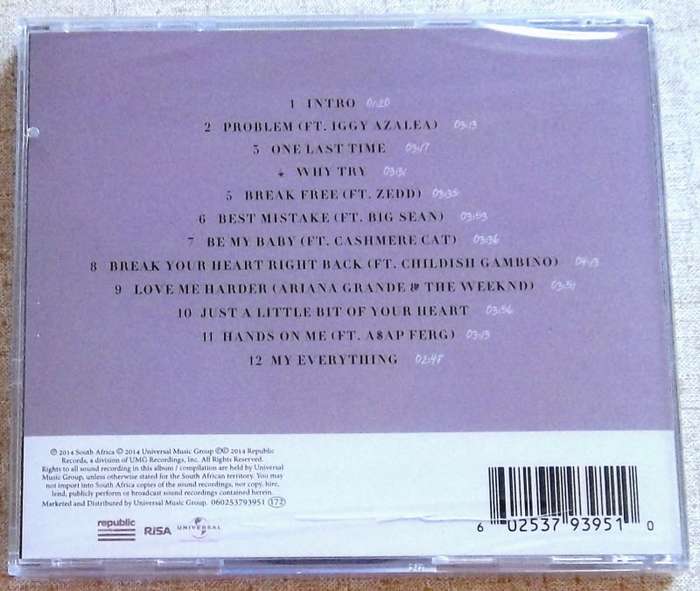 1 INTRO 01:20
2 PROBLEM (FT. IGGY AZALEA) 03:13
3 ONE LAST TIME 03:17
4 WHY TRY
5 BREAK FREE (FT. ZEDD) 03:35
6 BEST MISTAKE (FT. BIG SEAN) 03:53
7 BE MY BABY (FT. CASHMERE CAT) 03:36
8 BREAK YOUR HEART RIGHT BACK (FT. CHILDISH GAMBINO) 04:13
9 LOVE ME HARDER (ARIANA GRANDE & THE WEEKND)
10 JUST A LITTLE BIT OF YOUR HEART 03:56
11 HANDS ON ME (FT. A$AP FERG) 03:13
12 MY EVERYTHING 02:48
℗ 2014 South Africa © 2014 Universal Music Group ℗© 2014 Republic
Records, a division of UMG Recordings, Inc. All Rights Reserved.
Rights to all sound recording in this album / compilation are held by Universal
Music Group, unless otherwise stated for the South African territory. You may
not import into South Africa copies of the sound recordings, not copy, hire,
lend, publicly perform or broadcast sound recordings contained herein.
Marketed and Distributed by Universal Music Group. 060253793951 172
republic RiSA UNIVERSAL
6 02537 93951 0